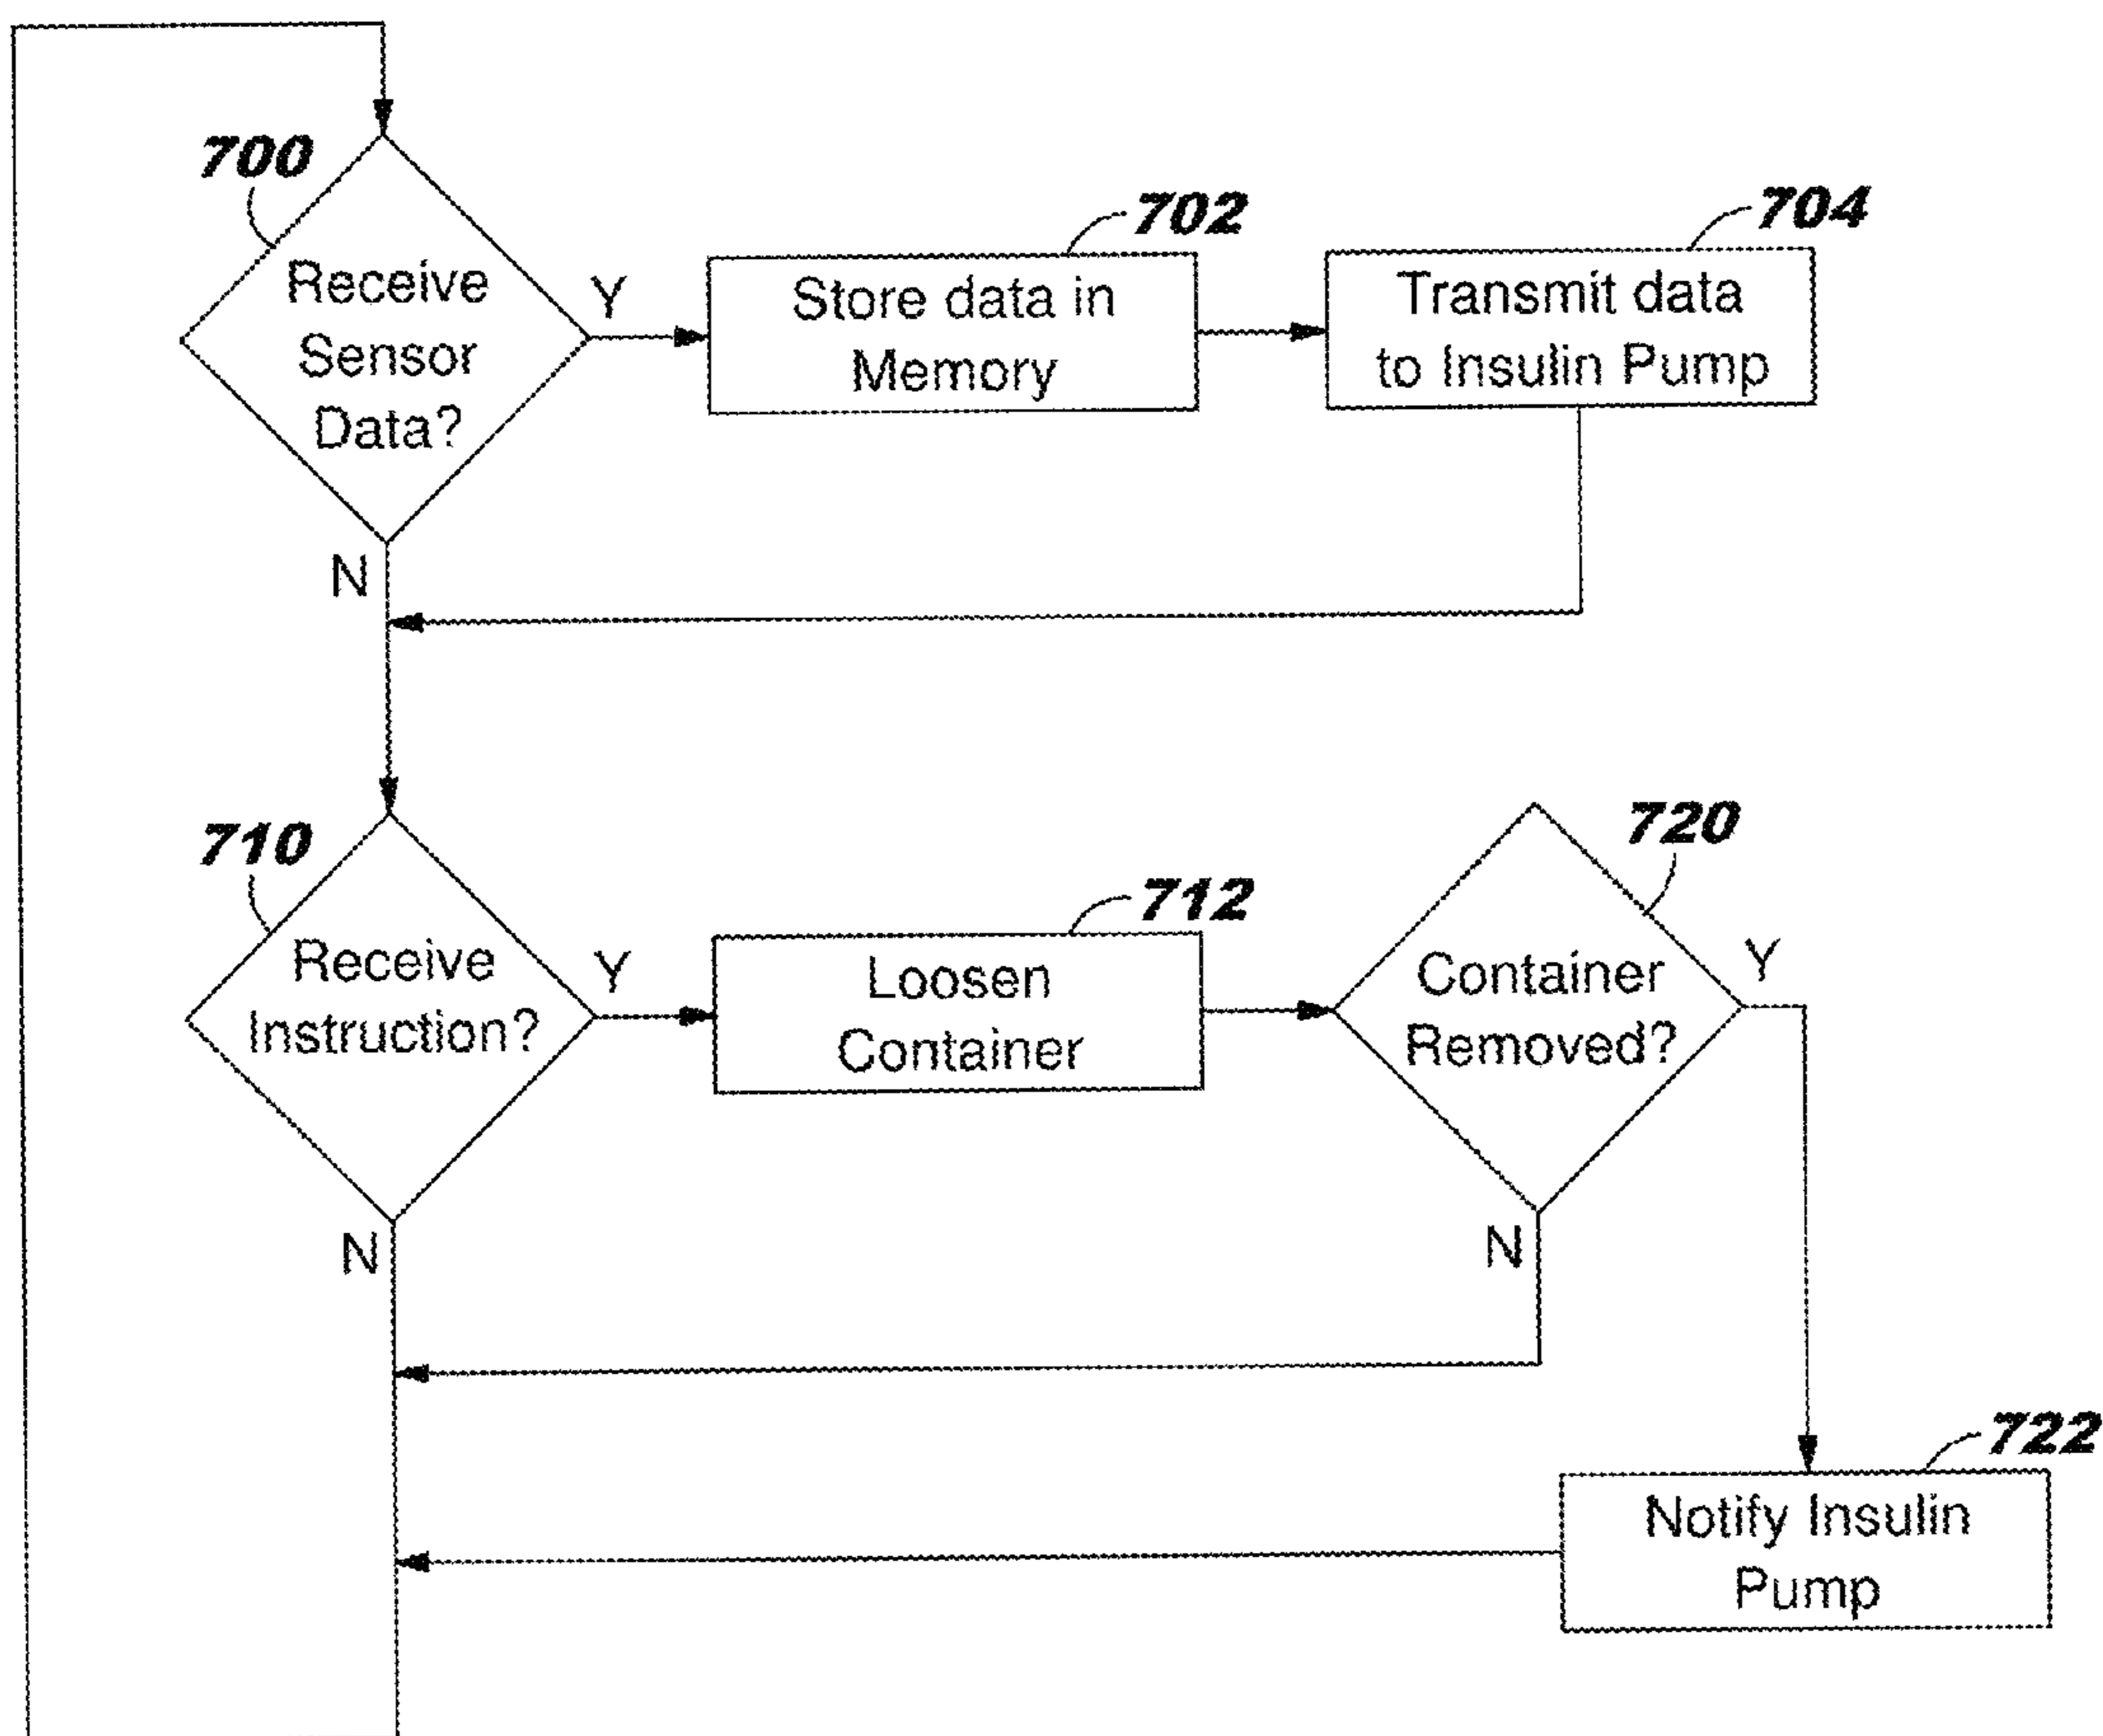 700
Receive
Sensor
Data?
Y
N
702
Store data in
Memory
704
Transmit data
to Insulin Pump
710
Receive
Instruction?
Y
N
712
Loosen
Container
720
Container
Removed?
Y
N
722
Notify Insulin
Pump